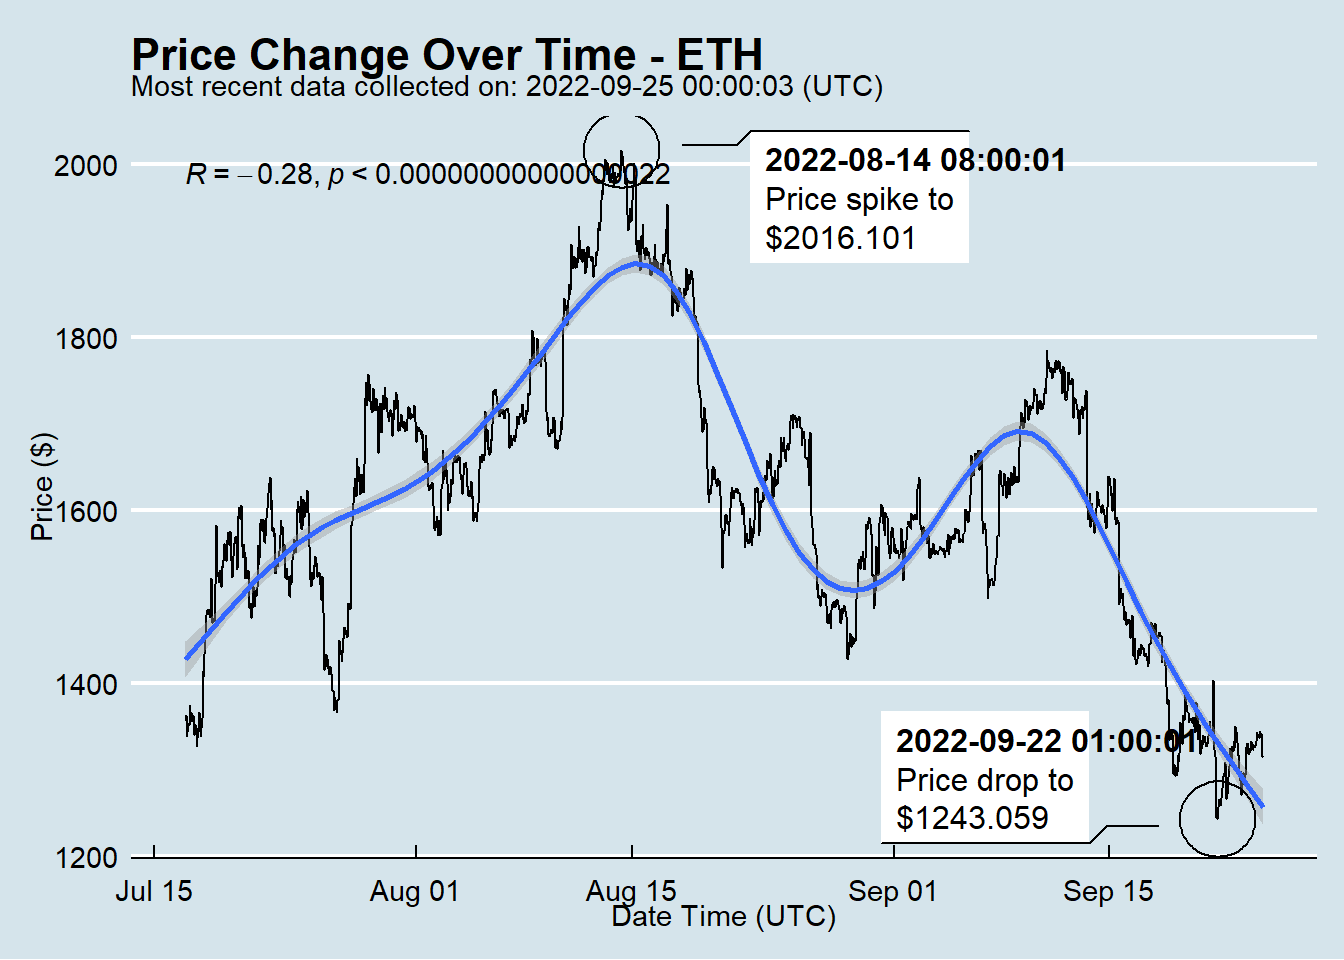 Price Change Over Time - ETH
Most recent data collected on: 2022-09-25 00:00:03 (UTC)
R = −0.28, p < 0.00000000000000022
2022-08-14 08:00:01
Price spike to
$2016.101
2022-09-22 01:00:01
Price drop to
$1243.059
Price ($)
2000
1800
1600
1400
1200
Jul 15
Aug 01
Aug 15
Sep 01
Sep 15
Date Time (UTC)